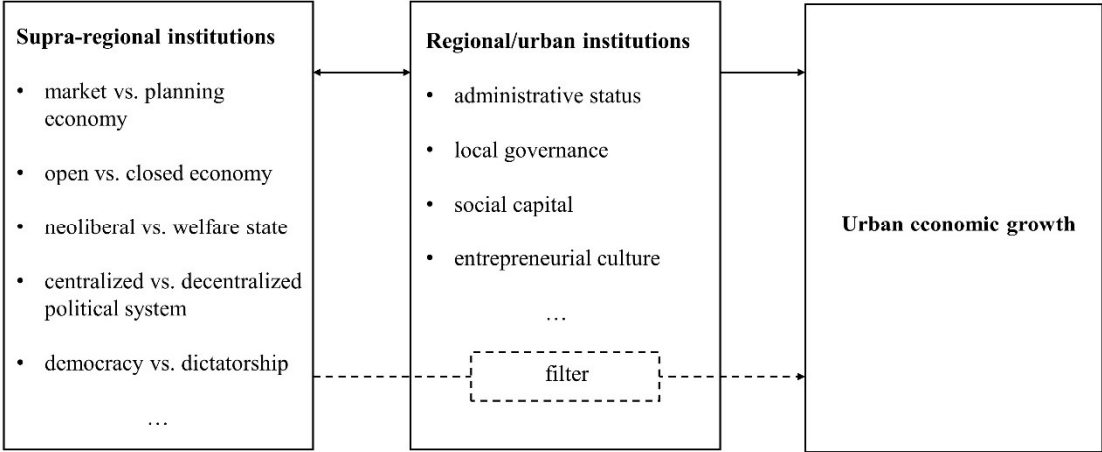 Supra-regional institutions
• market vs. planning
economy
• open vs. closed economy
• neoliberal vs. welfare state
• centralized vs. decentralized
political system
• democracy vs. dictatorship
…
Regional/urban institutions
• administrative status
• local governance
• social capital
• entrepreneurial culture
…
filter
Urban economic growth